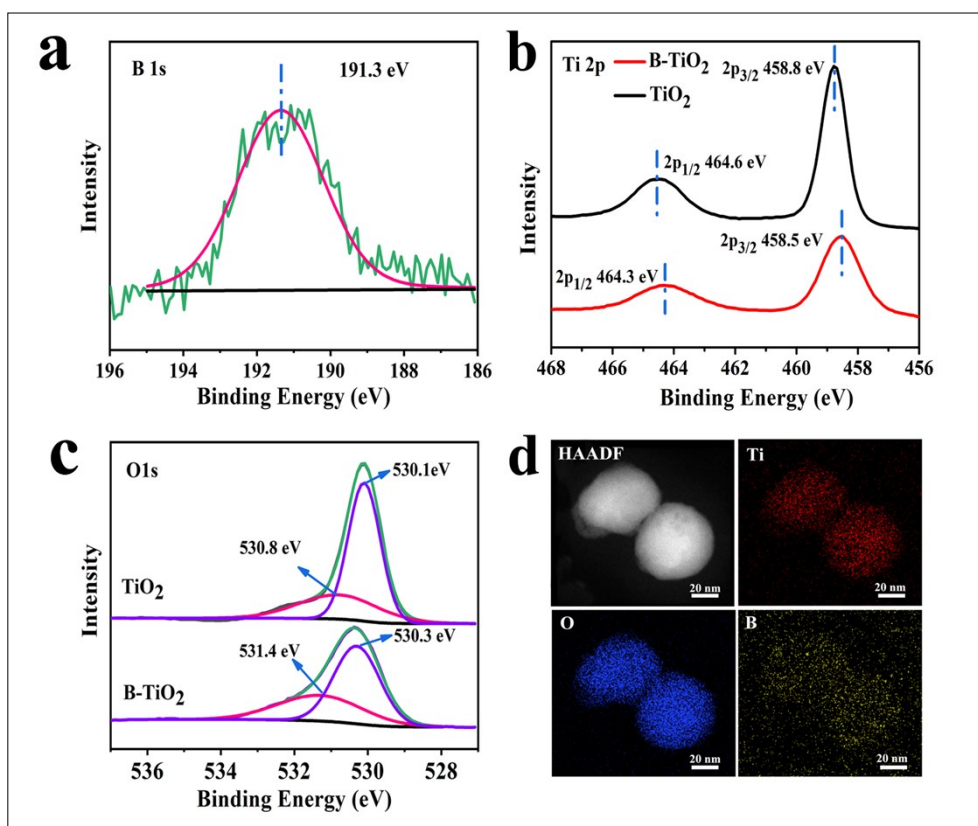 a
B 1s
191.3 eV
Intensity
196 194 192 190 188 186
Binding Energy (eV)
b
Ti 2p
B-TiO₂
TiO₂
2p₃/₂ 458.8 eV
2p₁/₂ 464.6 eV
2p₃/₂ 458.5 eV
2p₁/₂ 464.3 eV
Intensity
468 466 464 462 460 458 456
Binding Energy (eV)
c
O1s
530.1eV
530.8 eV
TiO₂
530.3 eV
531.4 eV
B-TiO₂
Intensity
536 534 532 530 528
Binding Energy (eV)
d
HAADF
20 nm
Ti
20 nm
O
20 nm
B
20 nm